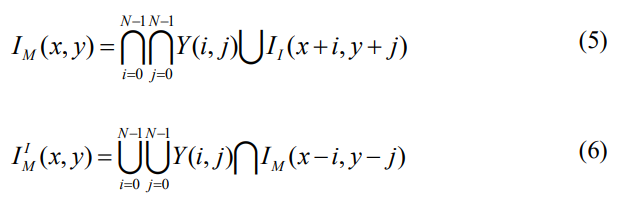 I_M(x, y) = ⋂_{i=0}^{N-1} ⋂_{j=0}^{N-1} Y(i, j) ⋃ I_I(x+i, y+j) (5)
I_M^I(x, y) = ⋃_{i=0}^{N-1} ⋃_{j=0}^{N-1} Y(i, j) ⋂ I_M(x−i, y−j) (6)